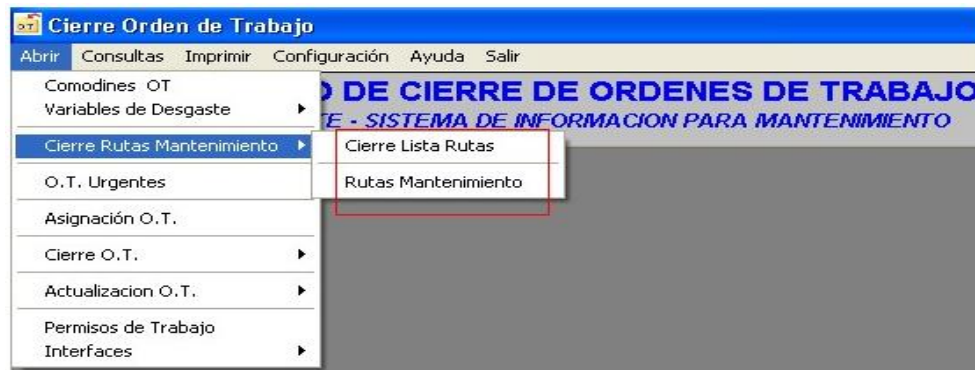 Cierre Orden de Trabajo
Abrir Consultas Imprimir Configuración Ayuda Salir
DE CIERRE DE ORDENES DE TRABAJO
- SISTEMA DE INFORMACION PARA MANTENIMIENTO
Comodines OT
Variables de Desgaste
Cierre Rutas Mantenimiento
Cierre Lista Rutas
Rutas Mantenimiento
O.T. Urgentes
Asignación O.T.
Cierre O.T.
Actualizacion O.T.
Permisos de Trabajo
Interfaces